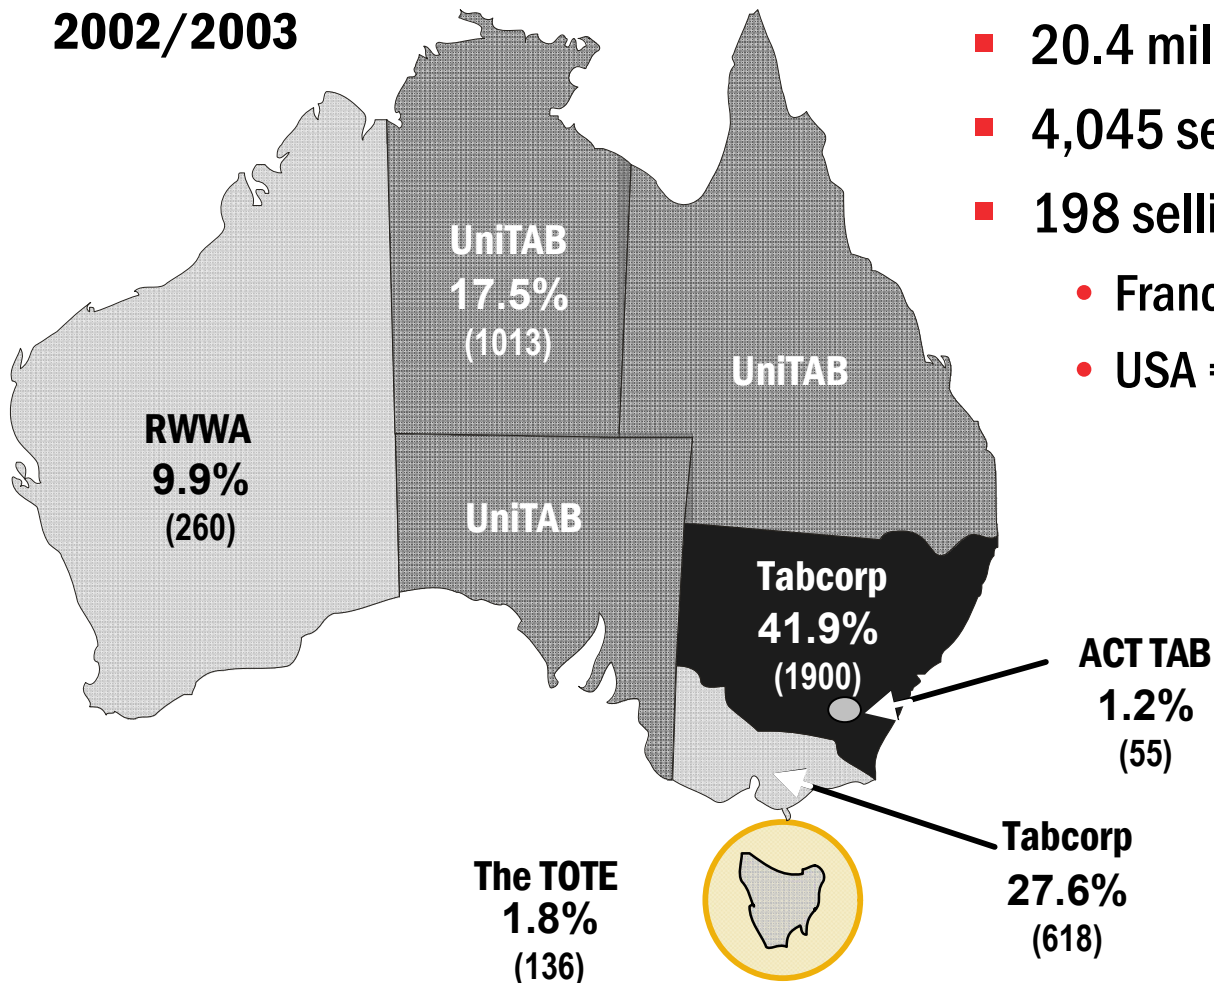 2002/2003
20.4 mil
4,045 se
198 selli
Franc
USA =
UniTAB
17.5%
(1013)
UniTAB
RWWA
9.9%
(260)
UniTAB
Tabcorp
41.9%
(1900)
ACT TAB
1.2%
(55)
Tabcorp
27.6%
(618)
The TOTE
1.8%
(136)